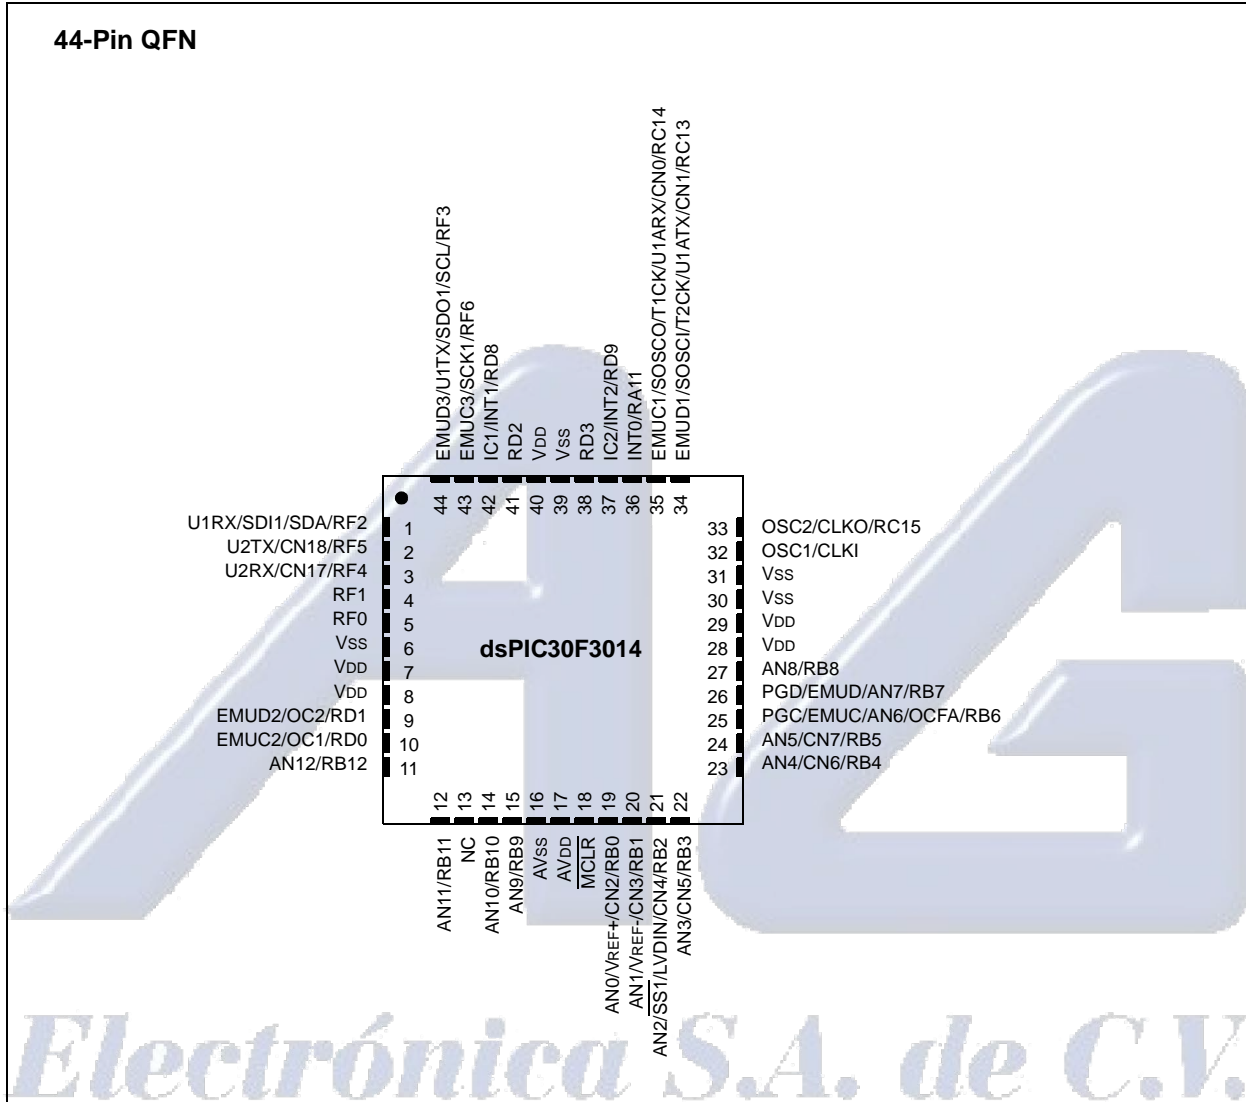 44-Pin QFN
EMUD3/U1TX/SDO1/SCL/RF3
EMUC3/SCK1/RF6
IC1/INT1/RD8
RD2
VDD
VSS
RD3
IC2/INT2/RD9
INT0/RA11
EMUC1/SOSCO/T1CK/U1ARX/CN0/RC14
EMUD1/SOSCI/T2CK/U1ATX/CN1/RC13
44 43 42 41 40 39 38 37 36 35 34
U1RX/SDI1/SDA/RF2 1
U2TX/CN18/RF5 2
U2RX/CN17/RF4 3
RF1 4
RF0 5
VSS 6
VDD 7
VDD 8
EMUD2/OC2/RD1 9
EMUC2/OC1/RD0 10
AN12/RB12 11
dsPIC30F3014
33 OSC2/CLKO/RC15
32 OSC1/CLKI
31 VSS
30 VSS
29 VDD
28 VDD
27 AN8/RB8
26 PGD/EMUD/AN7/RB7
25 PGC/EMUC/AN6/OCFA/RB6
24 AN5/CN7/RB5
23 AN4/CN6/RB4
12 13 14 15 16 17 18 19 20 21 22
AN11/RB11
NC
AN10/RB10
AN9/RB9
AVSS
AVDD
MCLR
AN0/VREF+/CN2/RB0
AN1/VREF-/CN3/RB1
AN2/SS1/LVDIN/CN4/RB2
AN3/CN5/RB3
AG
Electrónica S.A. de C.V.